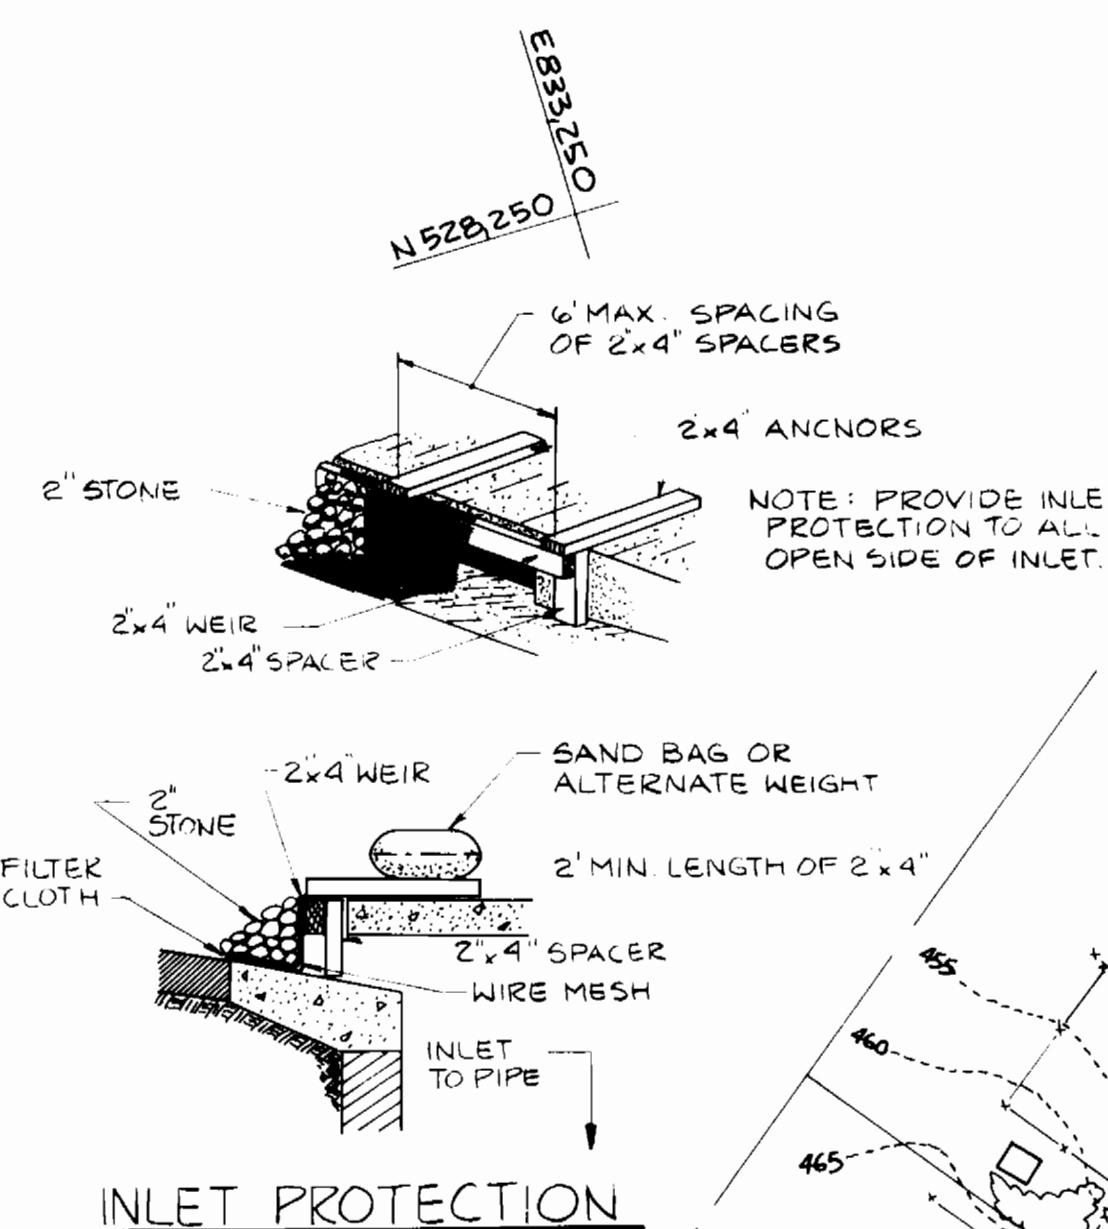 E833,250
N 528,250
6' MAX. SPACING
OF 2"x4" SPACERS
2"x4" ANCNORS
2" STONE
NOTE: PROVIDE INLE
PROTECTION TO ALL
OPEN SIDE OF INLET.
2"x4" WEIR
2"x4" SPACER
SAND BAG OR
ALTERNATE WEIGHT
2"x4" WEIR
2"
STONE
FILTER
CLOTH
2' MIN. LENGTH OF 2"x4"
2"x4" SPACER
WIRE MESH
INLET
TO PIPE
455
460
465
INLET PROTECTION